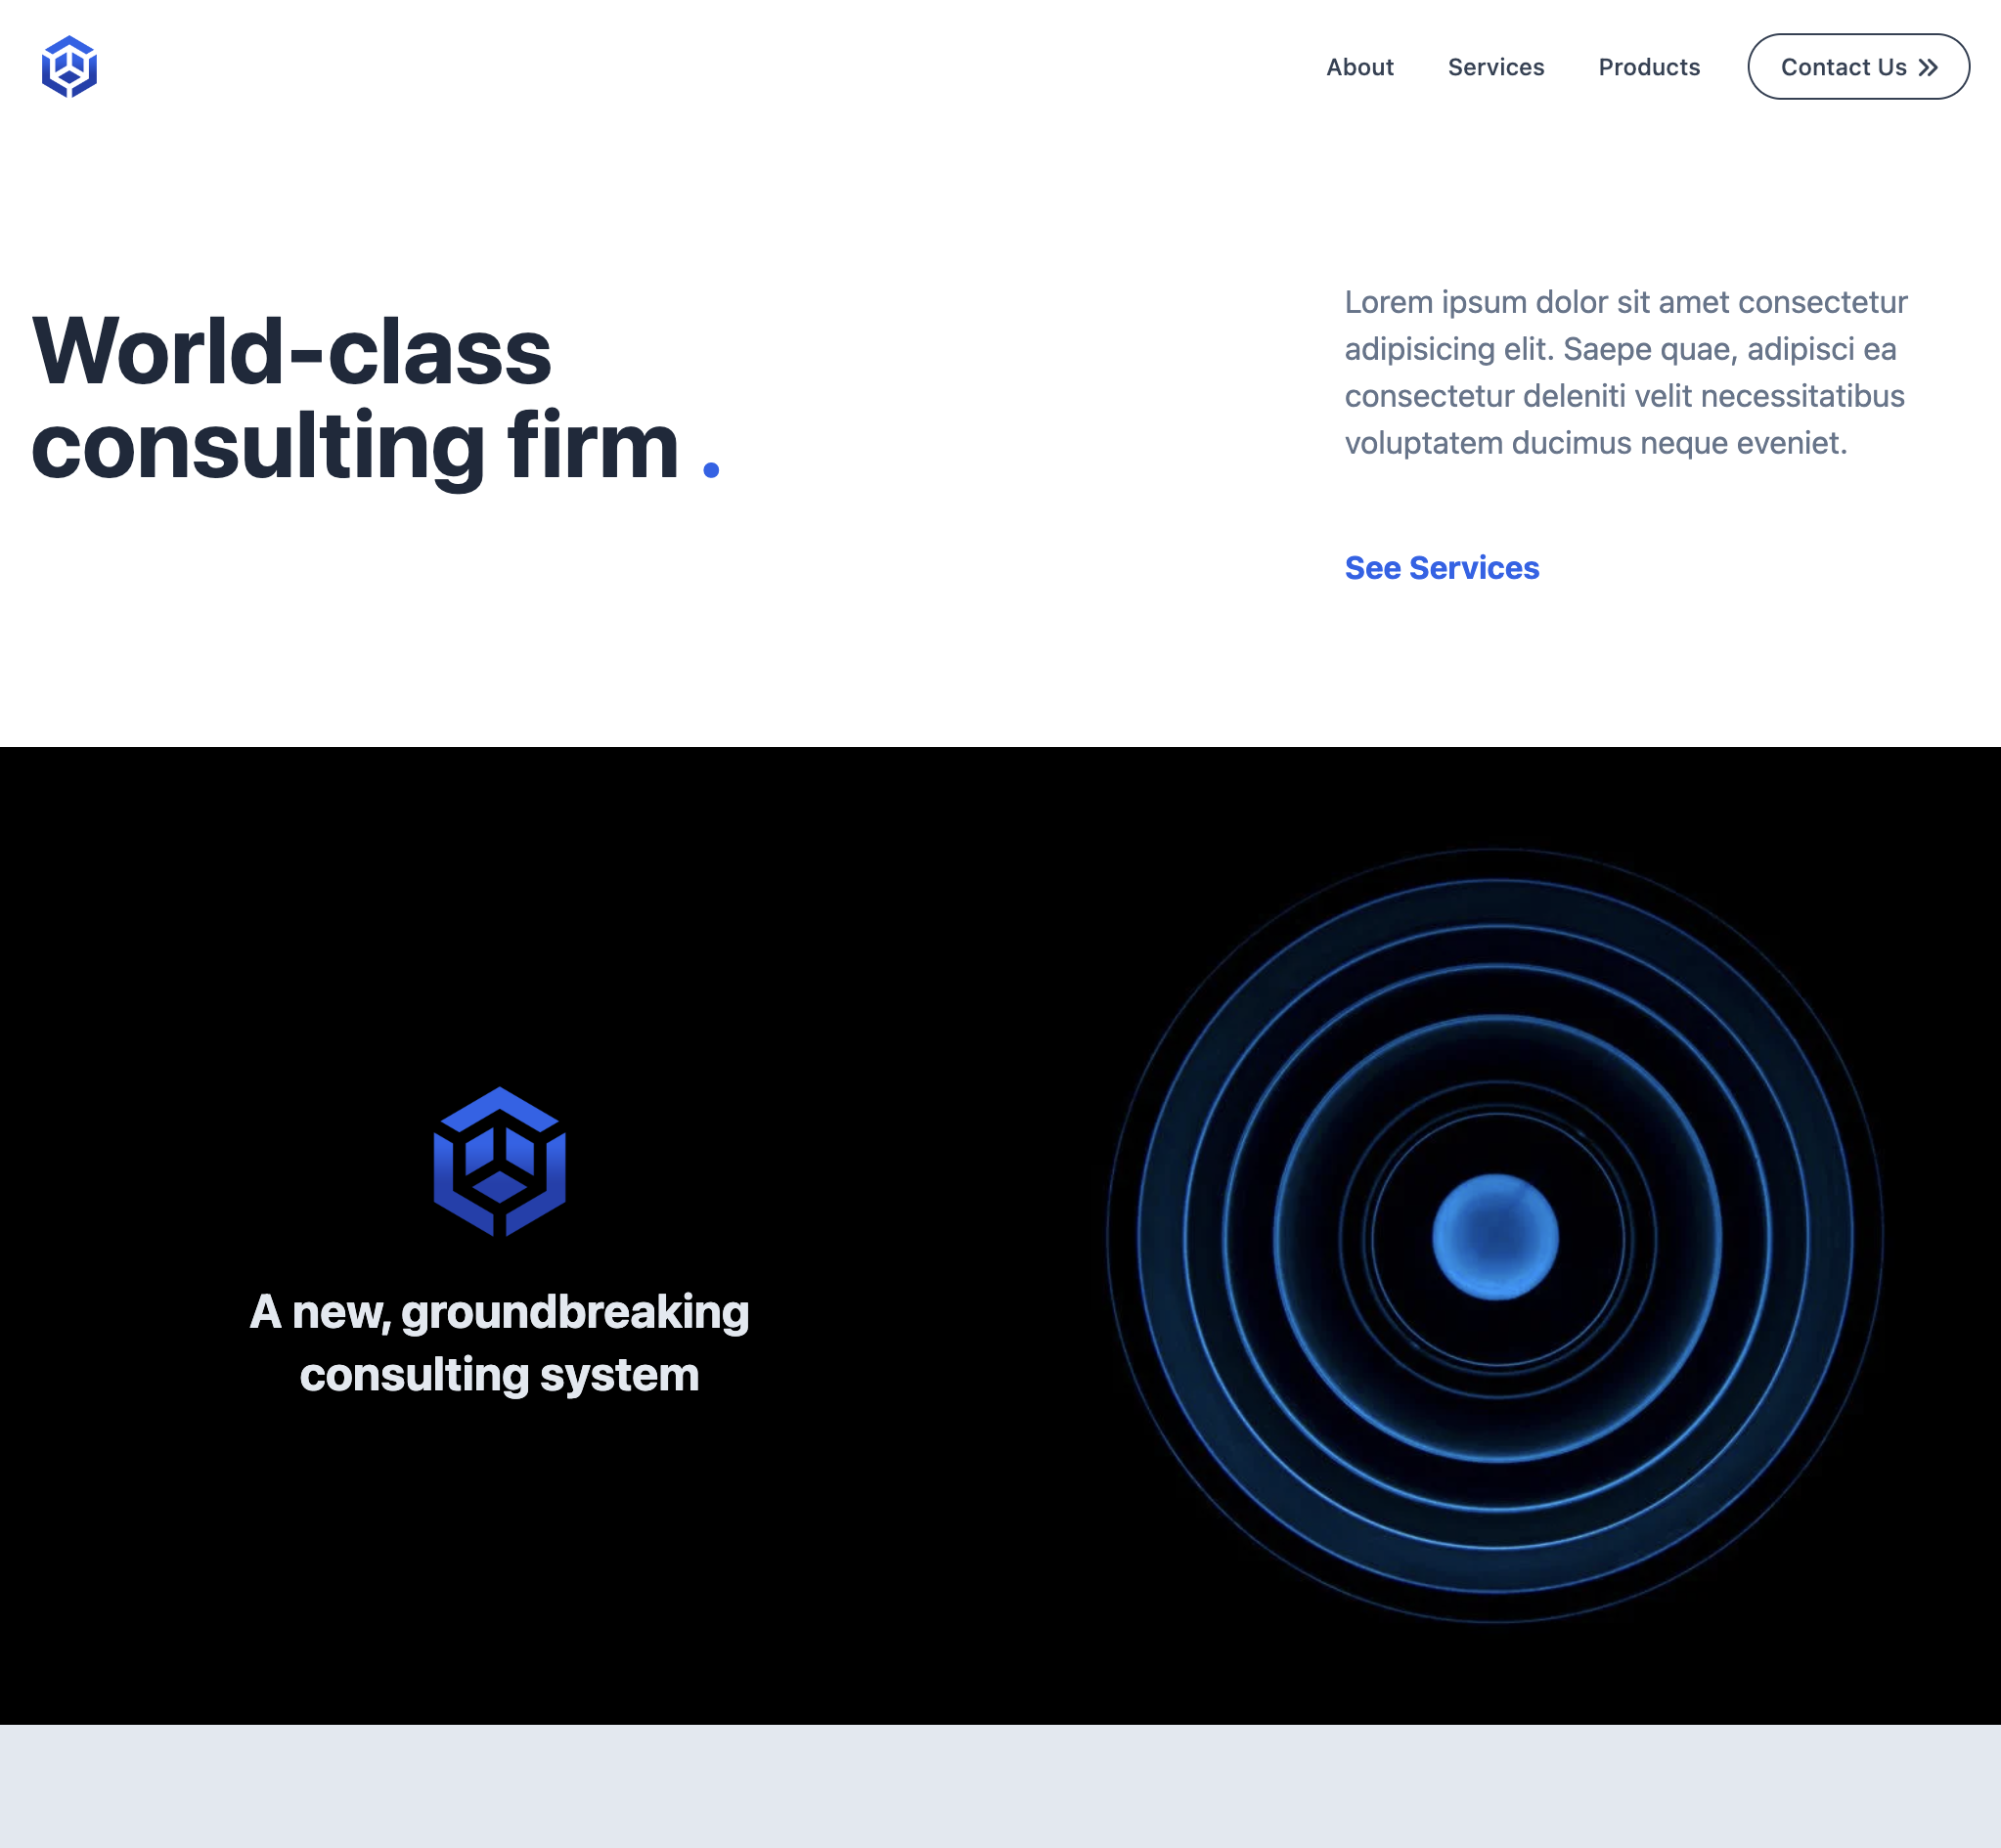 About Services Products Contact Us
World-class
consulting firm .
Lorem ipsum dolor sit amet consectetur
adipisicing elit. Saepe quae, adipisci ea
consectetur deleniti velit necessitatibus
voluptatem ducimus neque eveniet.
See Services
A new, groundbreaking
consulting system